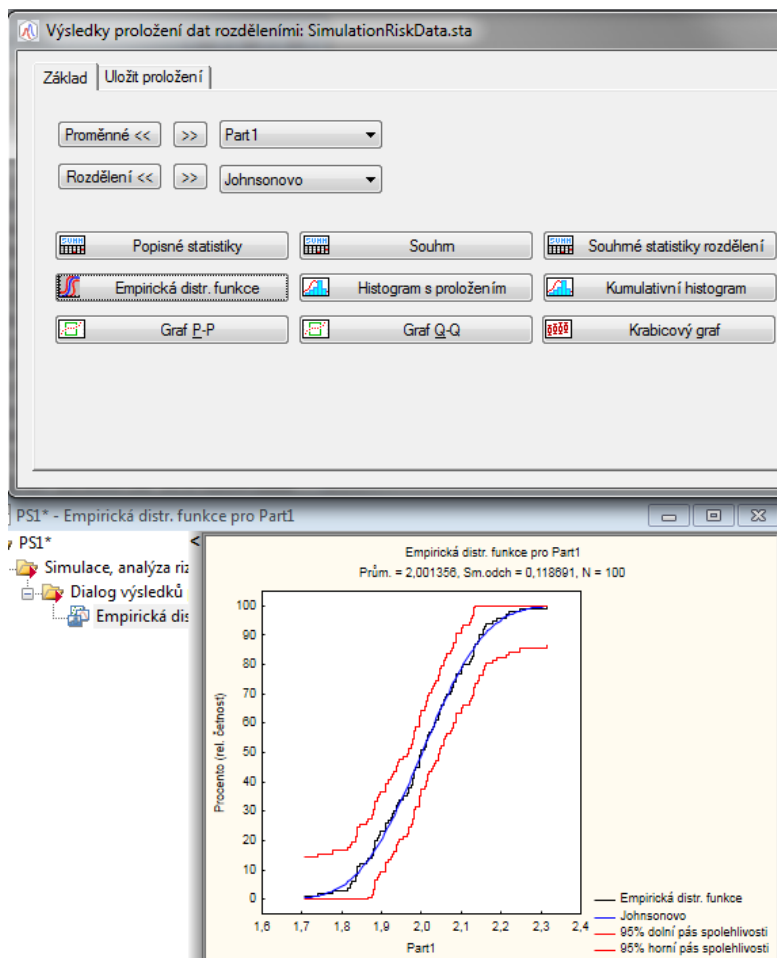 Výsledky proložení dat rozděleními: SimulationRiskData.sta
Základ Uložit proložení
Proměnné << >> Part1
Rozdělení << >> Johnsonovo
Popisné statistiky Souhrn Souhrné statistiky rozdělení
Empirická distr. funkce Histogram s proložením Kumulativní histogram
Graf P-P Graf Q-Q Krabicový graf
PS1* - Empirická distr. funkce pro Part1
PS1*
Simulace, analýza riz
Dialog výsledků
Empirická dis
<
Empirická distr. funkce pro Part1
Prům. = 2,001356, Sm.odch = 0,118691, N = 100
Procento (rel. četnost)
100
90
80
70
60
50
40
30
20
10
0
1,6 1,7 1,8 1,9 2,0 2,1 2,2 2,3 2,4
Part1
Empirická distr. funkce
Johnsonovo
95% dolní pás spolehlivosti
95% horní pás spolehlivosti